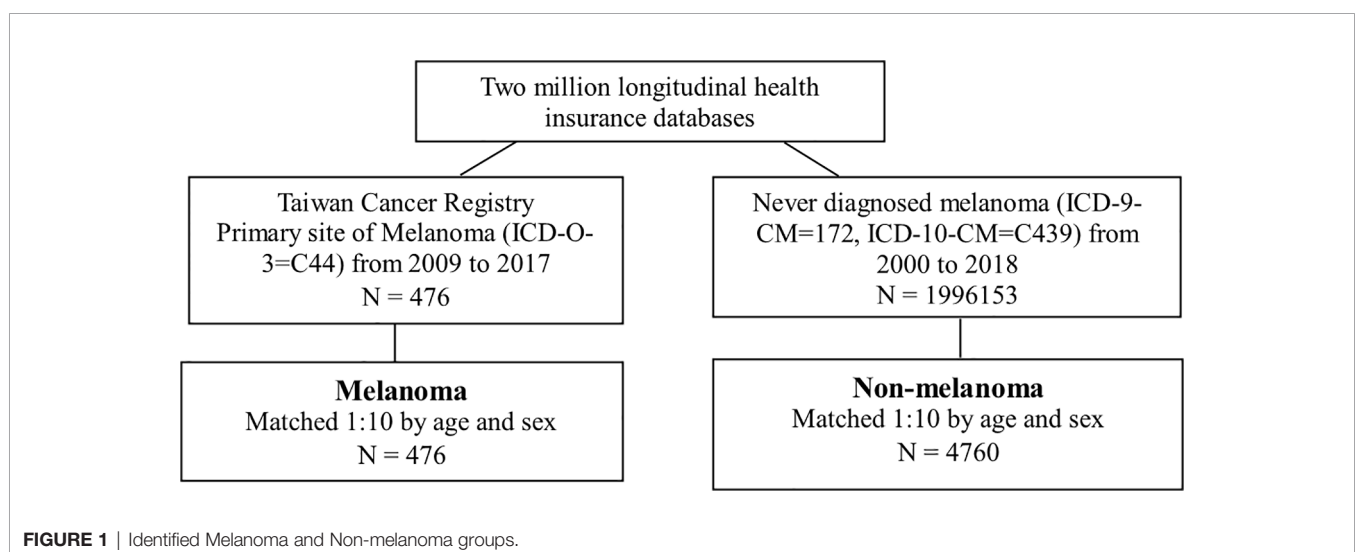 Two million longitudinal health
insurance databases
Taiwan Cancer Registry
Primary site of Melanoma (ICD-O-
3=C44) from 2009 to 2017
N = 476
Never diagnosed melanoma (ICD-9-
CM=172, ICD-10-CM=C439) from
2000 to 2018
N = 1996153
Melanoma
Matched 1:10 by age and sex
N = 476
Non-melanoma
Matched 1:10 by age and sex
N = 4760
FIGURE 1 | Identified Melanoma and Non-melanoma groups.